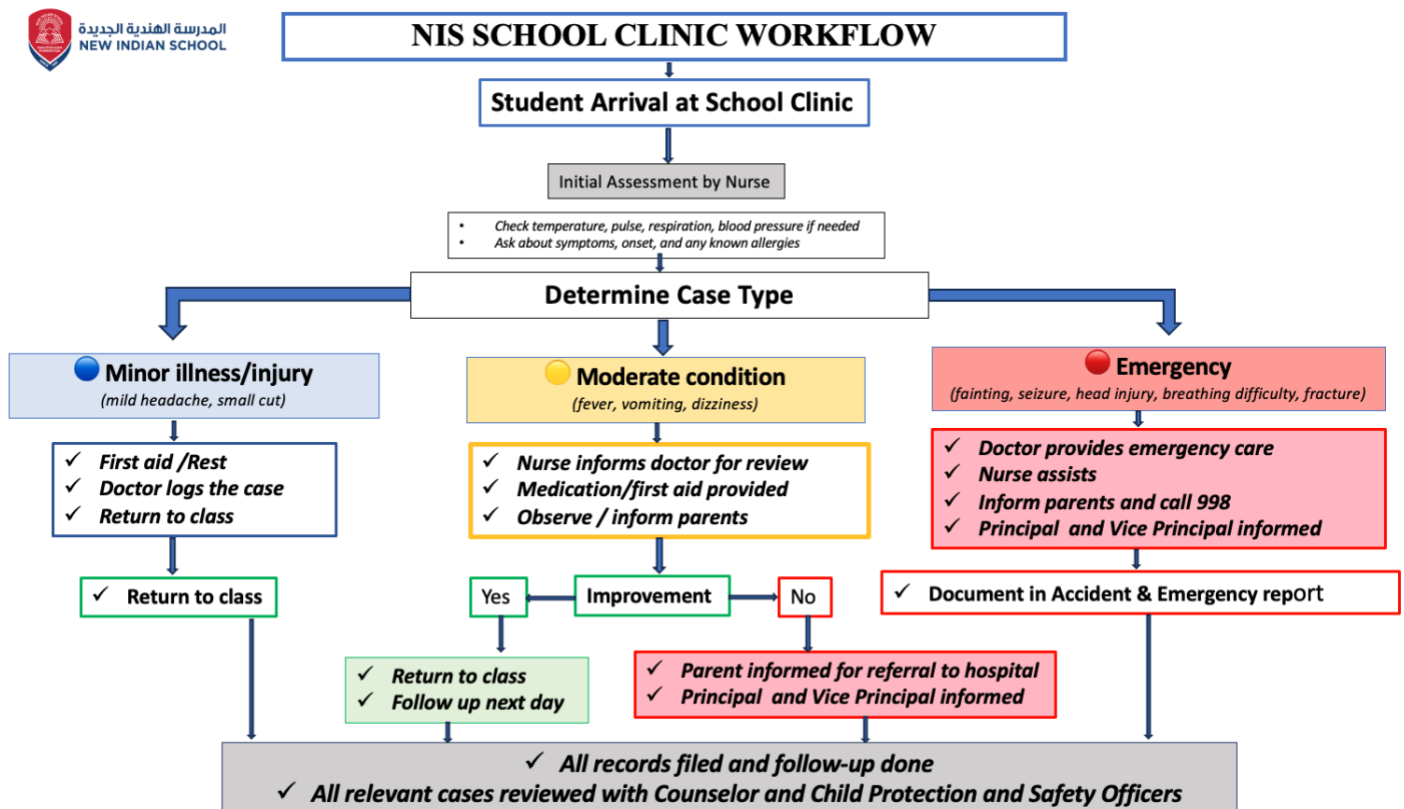 المدرسة الهندية الجديدة
NEW INDIAN SCHOOL
NIS SCHOOL CLINIC WORKFLOW
Student Arrival at School Clinic
Initial Assessment by Nurse
• Check temperature, pulse, respiration, blood pressure if needed
• Ask about symptoms, onset, and any known allergies
Determine Case Type
Minor illness/injury
(mild headache, small cut)
✓ First aid /Rest
✓ Doctor logs the case
✓ Return to class
✓ Return to class
Moderate condition
(fever, vomiting, dizziness)
✓ Nurse informs doctor for review
✓ Medication/first aid provided
✓ Observe / inform parents
Yes
Improvement
No
✓ Return to class
✓ Follow up next day
✓ Parent informed for referral to hospital
✓ Principal and Vice Principal informed
Emergency
(fainting, seizure, head injury, breathing difficulty, fracture)
✓ Doctor provides emergency care
✓ Nurse assists
✓ Inform parents and call 998
✓ Principal and Vice Principal informed
✓ Document in Accident & Emergency report
✓ All records filed and follow-up done
✓ All relevant cases reviewed with Counselor and Child Protection and Safety Officers